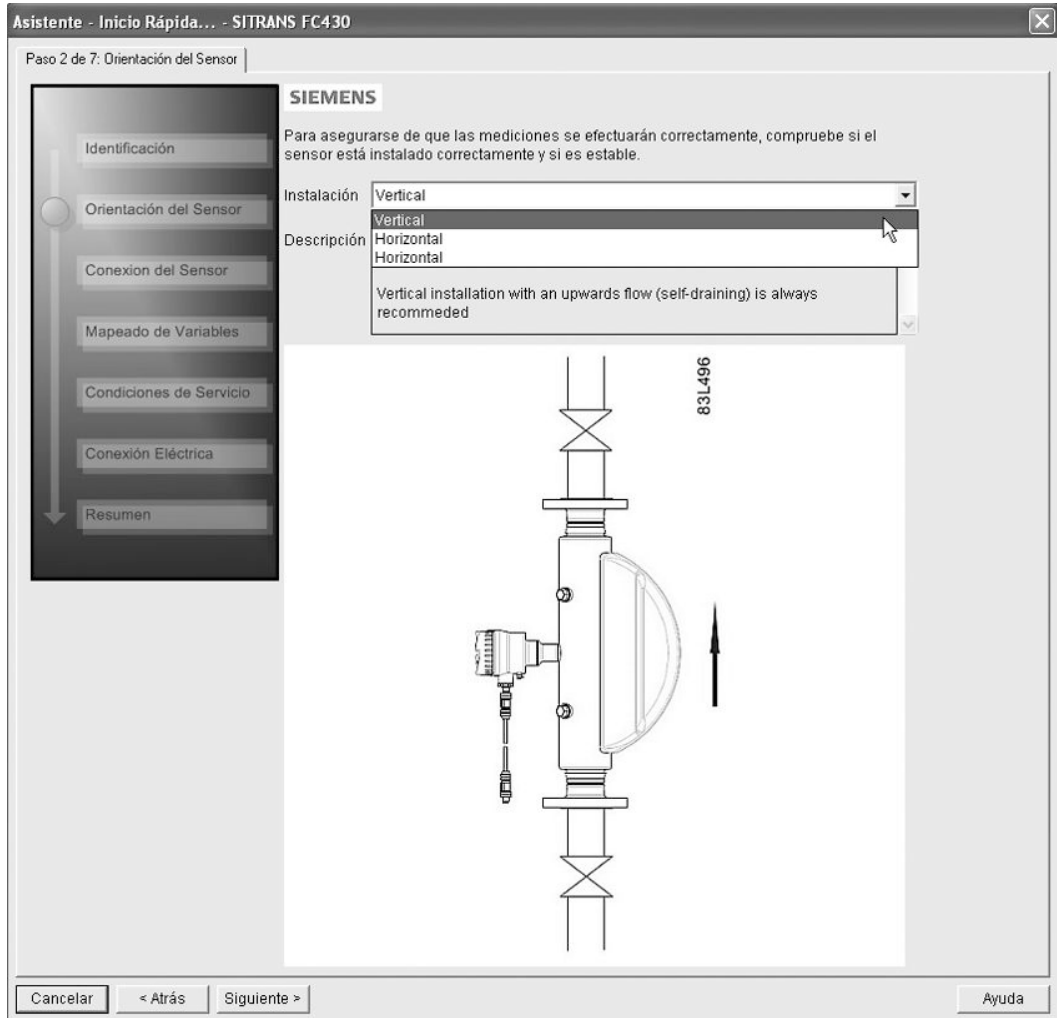 Asistente - Inicio Rápida... - SITRANS FC430
Paso 2 de 7: Orientación del Sensor
SIEMENS
Para asegurarse de que las mediciones se efectuarán correctamente, compruebe si el
sensor está instalado correctamente y si es estable.
Identificación
Orientación del Sensor
Conexion del Sensor
Mapeado de Variables
Condiciones de Servicio
Conexión Eléctrica
Resumen
Instalación
Vertical
Vertical
Horizontal
Horizontal
Descripción
Vertical installation with an upwards flow (self-draining) is always
recommeded
83L496
Cancelar
< Atrás
Siguiente >
Ayuda